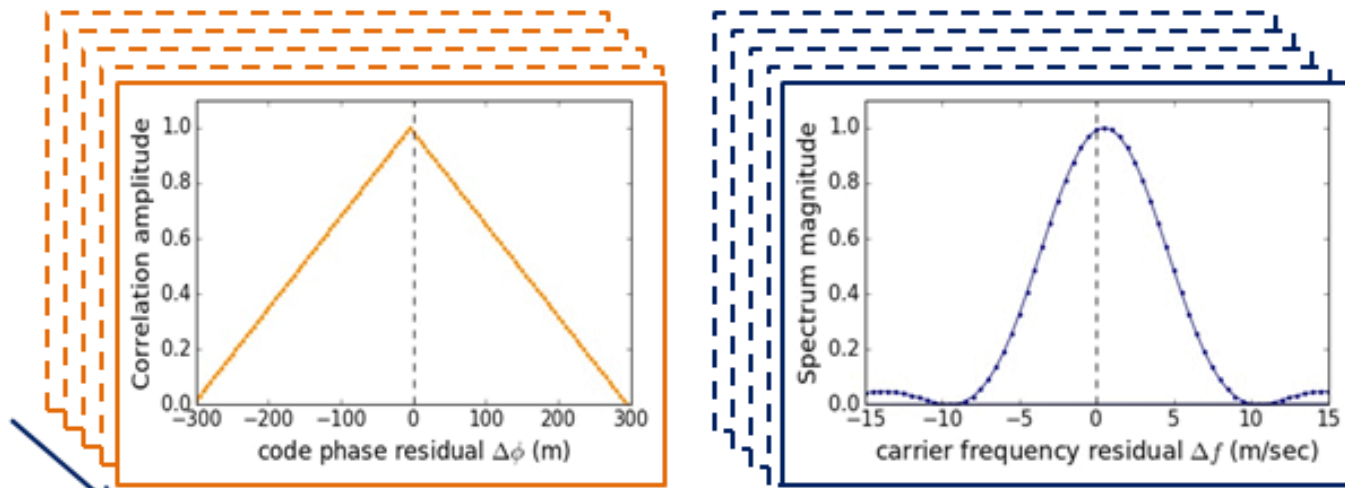 Correlation amplitude
1.0
0.8
0.6
0.4
0.2
0.0
−300 −200 −100 0 100 200 300
code phase residual Δϕ (m)
Spectrum magnitude
1.0
0.8
0.6
0.4
0.2
0.0
−15 −10 −5 0 5 10 15
carrier frequency residual Δf (m/sec)